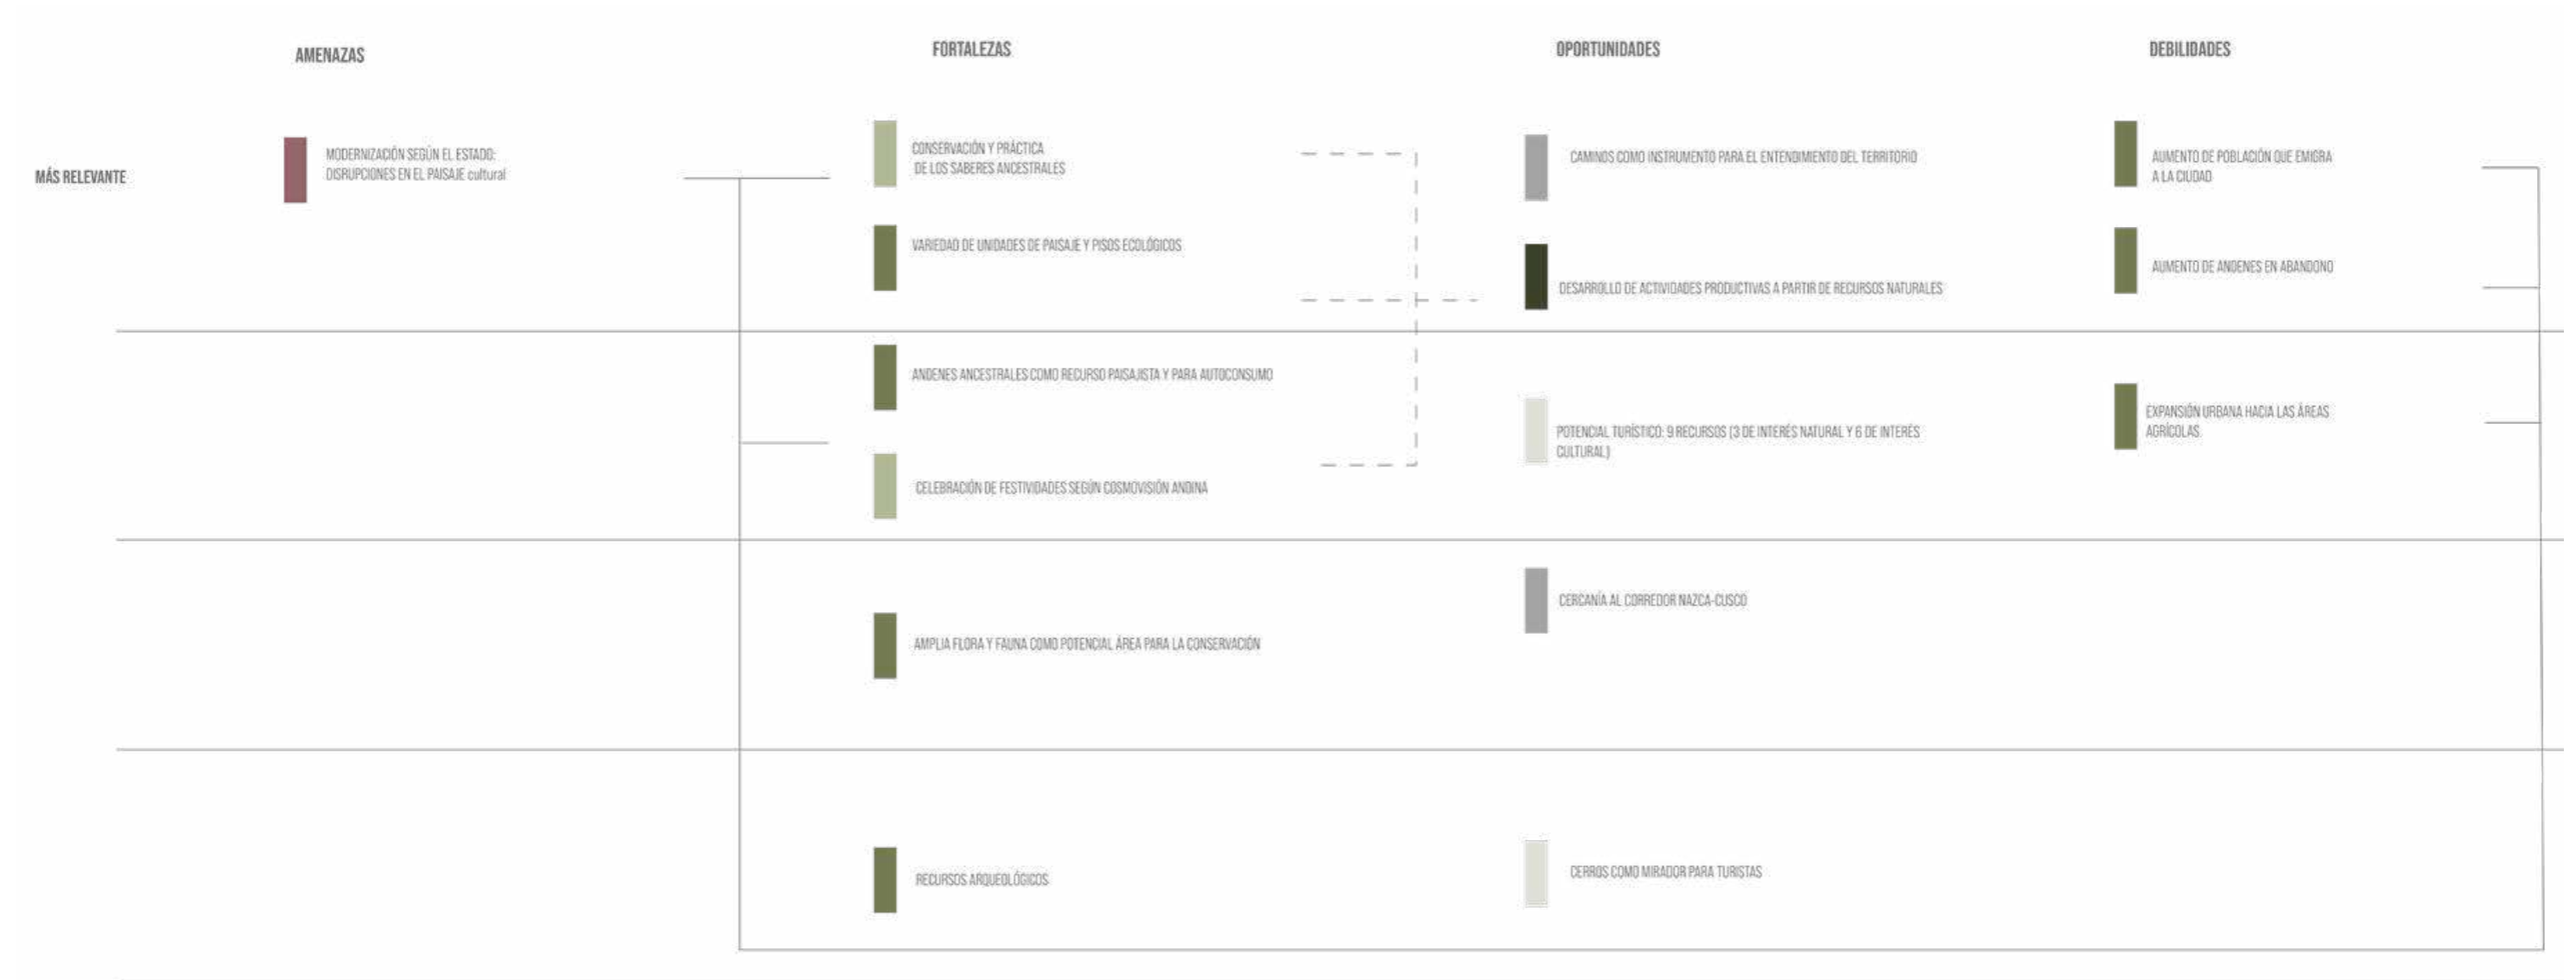 AMENAZAS
FORTALEZAS
OPORTUNIDADES
DEBILIDADES
MÁS RELEVANTE
MODERNIZACIÓN SEGÚN EL ESTADO:
DISRUPCIONES EN EL PAISAJE cultural
CONSERVACIÓN Y PRÁCTICA
DE LOS SABERES ANCESTRALES
CAMINOS COMO INSTRUMENTO PARA EL ENTENDIMIENTO DEL TERRITORIO
AUMENTO DE POBLACIÓN QUE EMIGRA
A LA CIUDAD
VARIEDAD DE UNIDADES DE PAISAJE Y PISOS ECOLÓGICOS
DESARROLLO DE ACTIVIDADES PRODUCTIVAS A PARTIR DE RECURSOS NATURALES
AUMENTO DE ANDENES EN ABANDONO
ANDENES ANCESTRALES COMO RECURSO PAISAJISTA Y PARA AUTOCONSUMO
POTENCIAL TURÍSTICO: 9 RECURSOS (3 DE INTERÉS NATURAL Y 6 DE INTERÉS
CULTURAL)
EXPANSIÓN URBANA HACIA LAS ÁREAS
AGRÍCOLAS.
CELEBRACIÓN DE FESTIVIDADES SEGÚN COSMOVISIÓN ANDINA
AMPLIA FLORA Y FAUNA COMO POTENCIAL ÁREA PARA LA CONSERVACIÓN
CERCANÍA AL CORREDOR NAZCA-CUSCO
RECURSOS ARQUEOLÓGICOS
CERROS COMO MIRADOR PARA TURISTAS